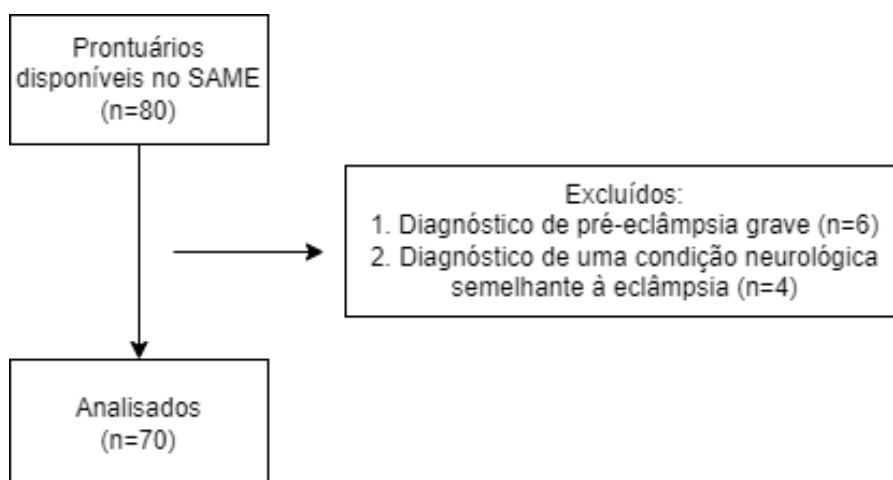 Prontuários
disponíveis no SAME
(n=80)
Excluídos:
1. Diagnóstico de pré-eclâmpsia grave (n=6)
2. Diagnóstico de uma condição neurológica
semelhante à eclâmpsia (n=4)
Analisados
(n=70)